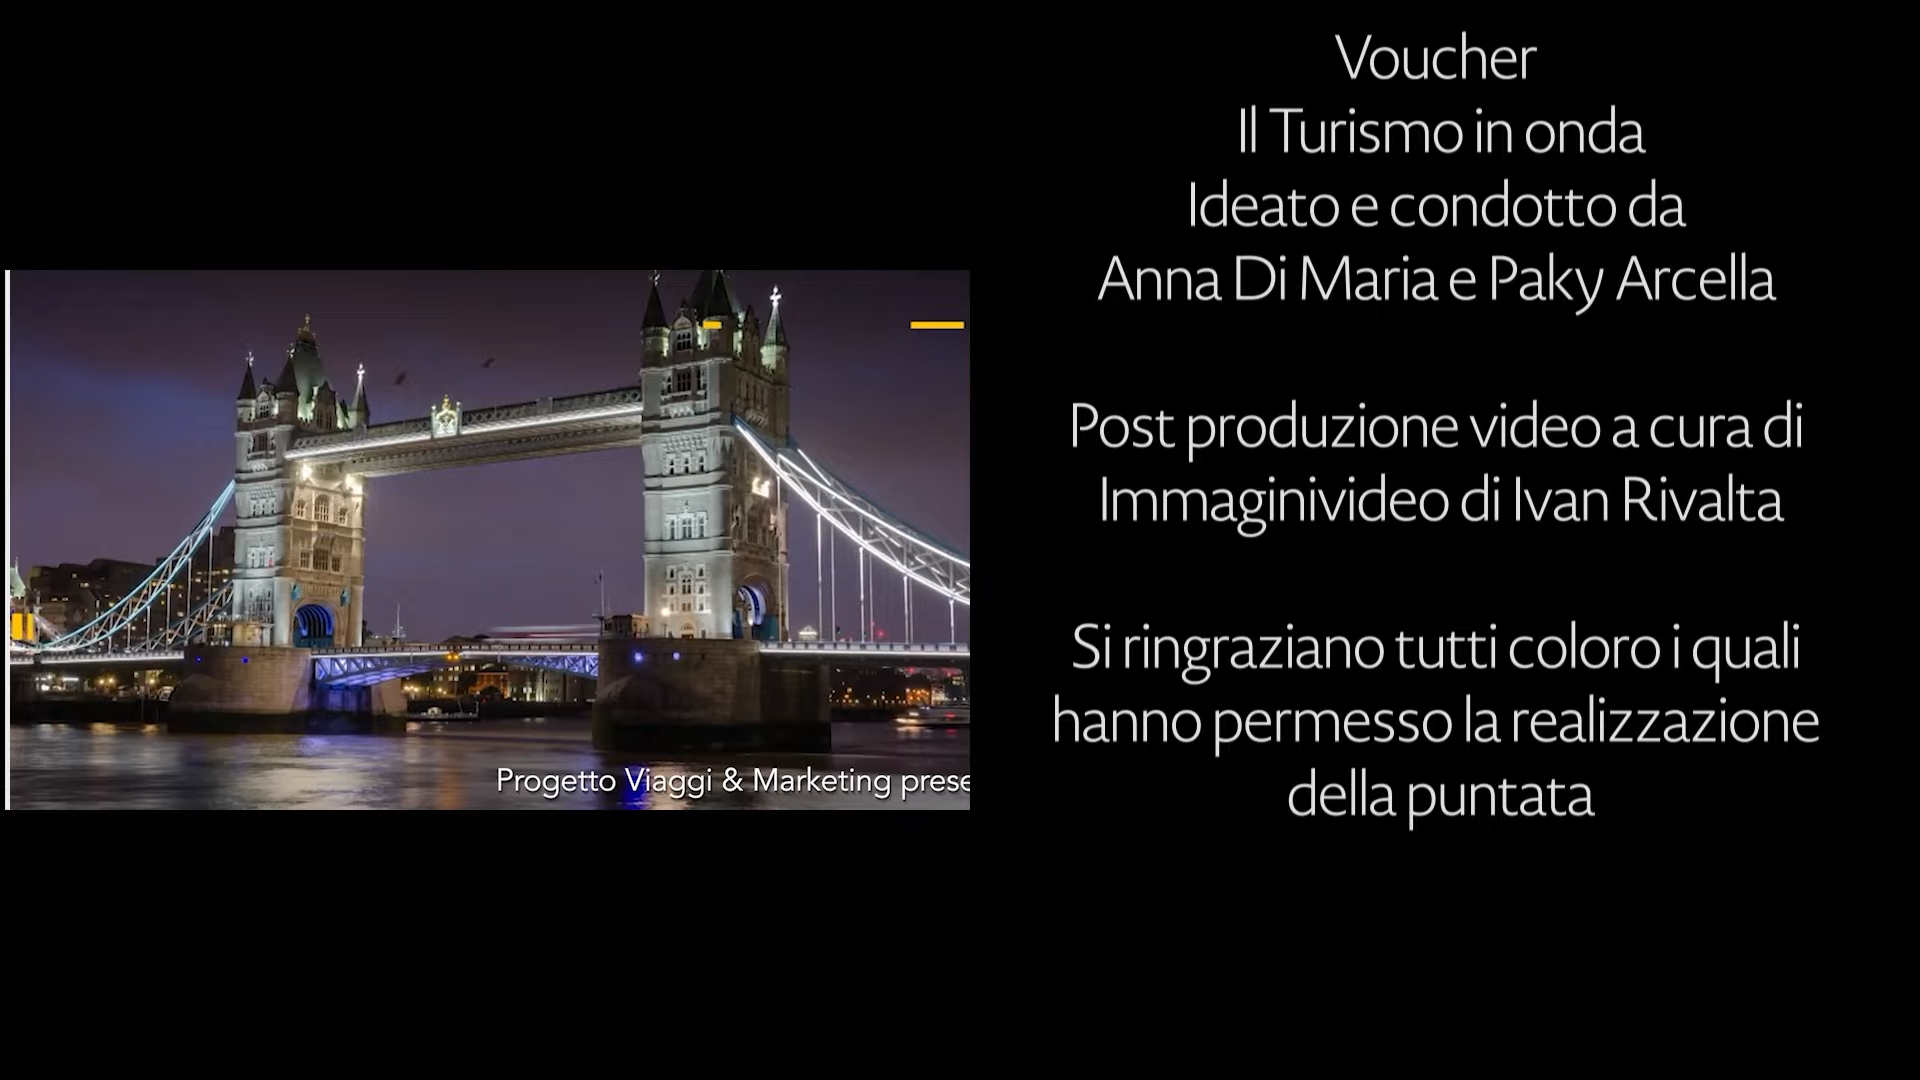 Voucher
Il Turismo in onda
Ideato e condotto da
Anna Di Maria e Paky Arcella
Post produzione video a cura di
Immaginivideo di Ivan Rivalta
Si ringraziano tutti coloro i quali
hanno permesso la realizzazione
della puntata
Progetto Viaggi & Marketing prese